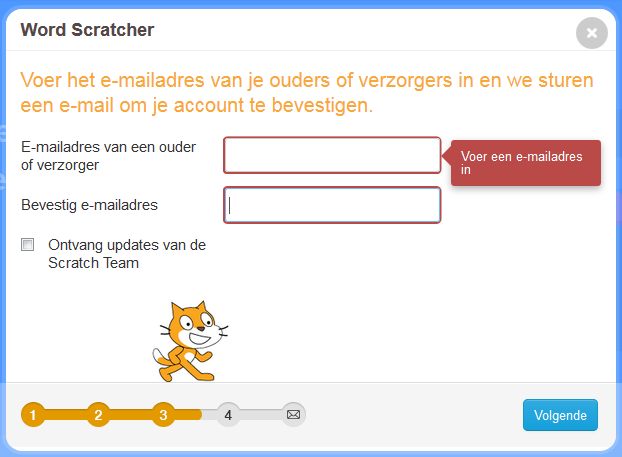 Word Scratcher
Voer het e-mailadres van je ouders of verzorgers in en we sturen
een e-mail om je account te bevestigen.
E-mailadres van een ouder
of verzorger
Voer een e-mailadres
in
Bevestig e-mailadres
Ontvang updates van de
Scratch Team
1 2 3 4
Volgende